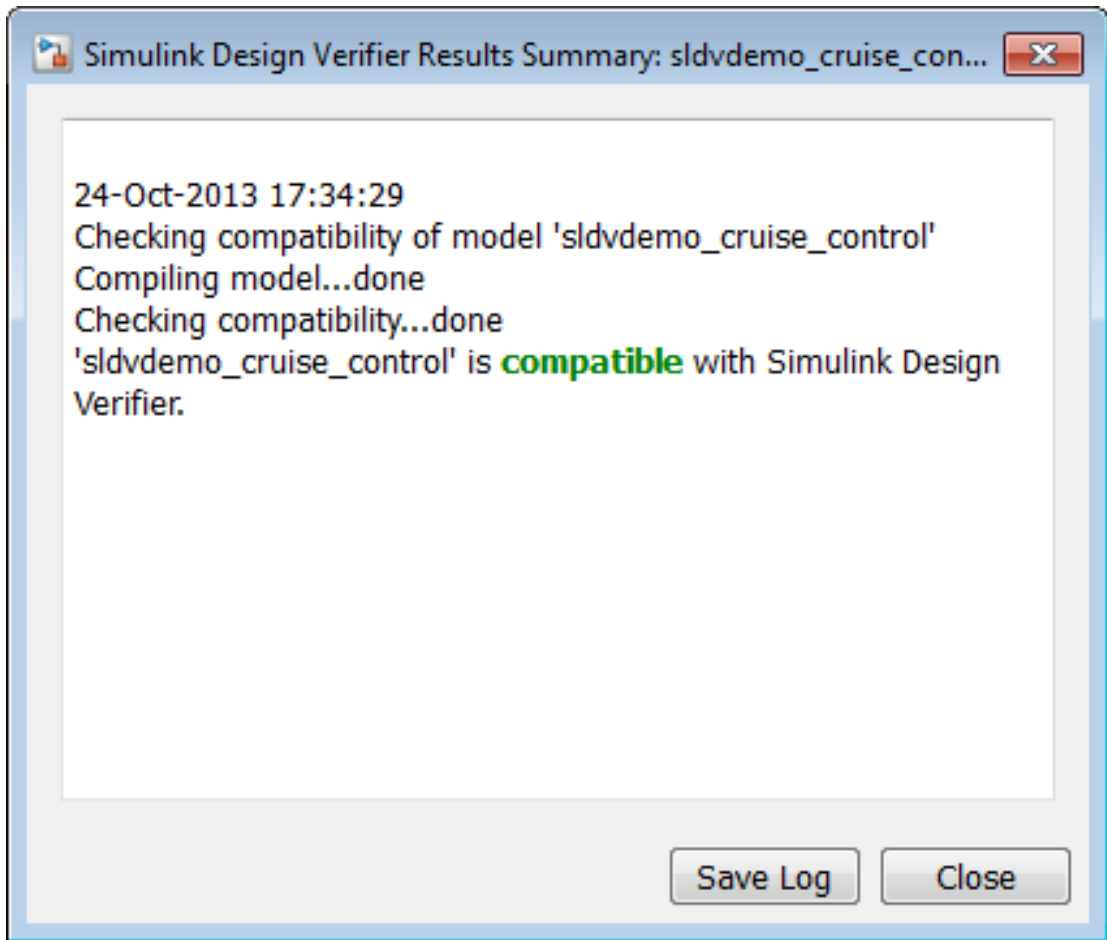 Simulink Design Verifier Results Summary: sldvdemo_cruise_con...
24-Oct-2013 17:34:29
Checking compatibility of model 'sldvdemo_cruise_control'
Compiling model...done
Checking compatibility...done
'sldvdemo_cruise_control' is compatible with Simulink Design
Verifier.
Save Log
Close